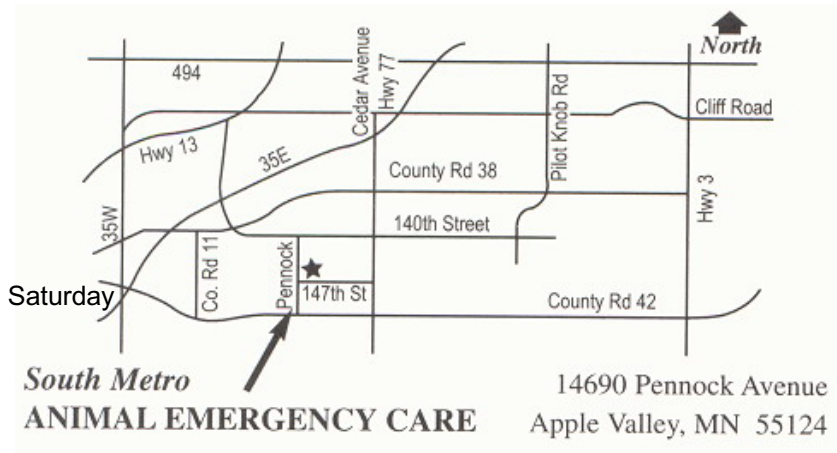 North
494
Cedar Avenue
Hwy 77
Pilot Knob Rd
Cliff Road
Hwy 13
35E
County Rd 38
Hwy 3
35W
140th Street
Co. Rd 11
Pennock
147th St
Saturday
County Rd 42
South Metro
ANIMAL EMERGENCY CARE
14690 Pennock Avenue
Apple Valley, MN 55124